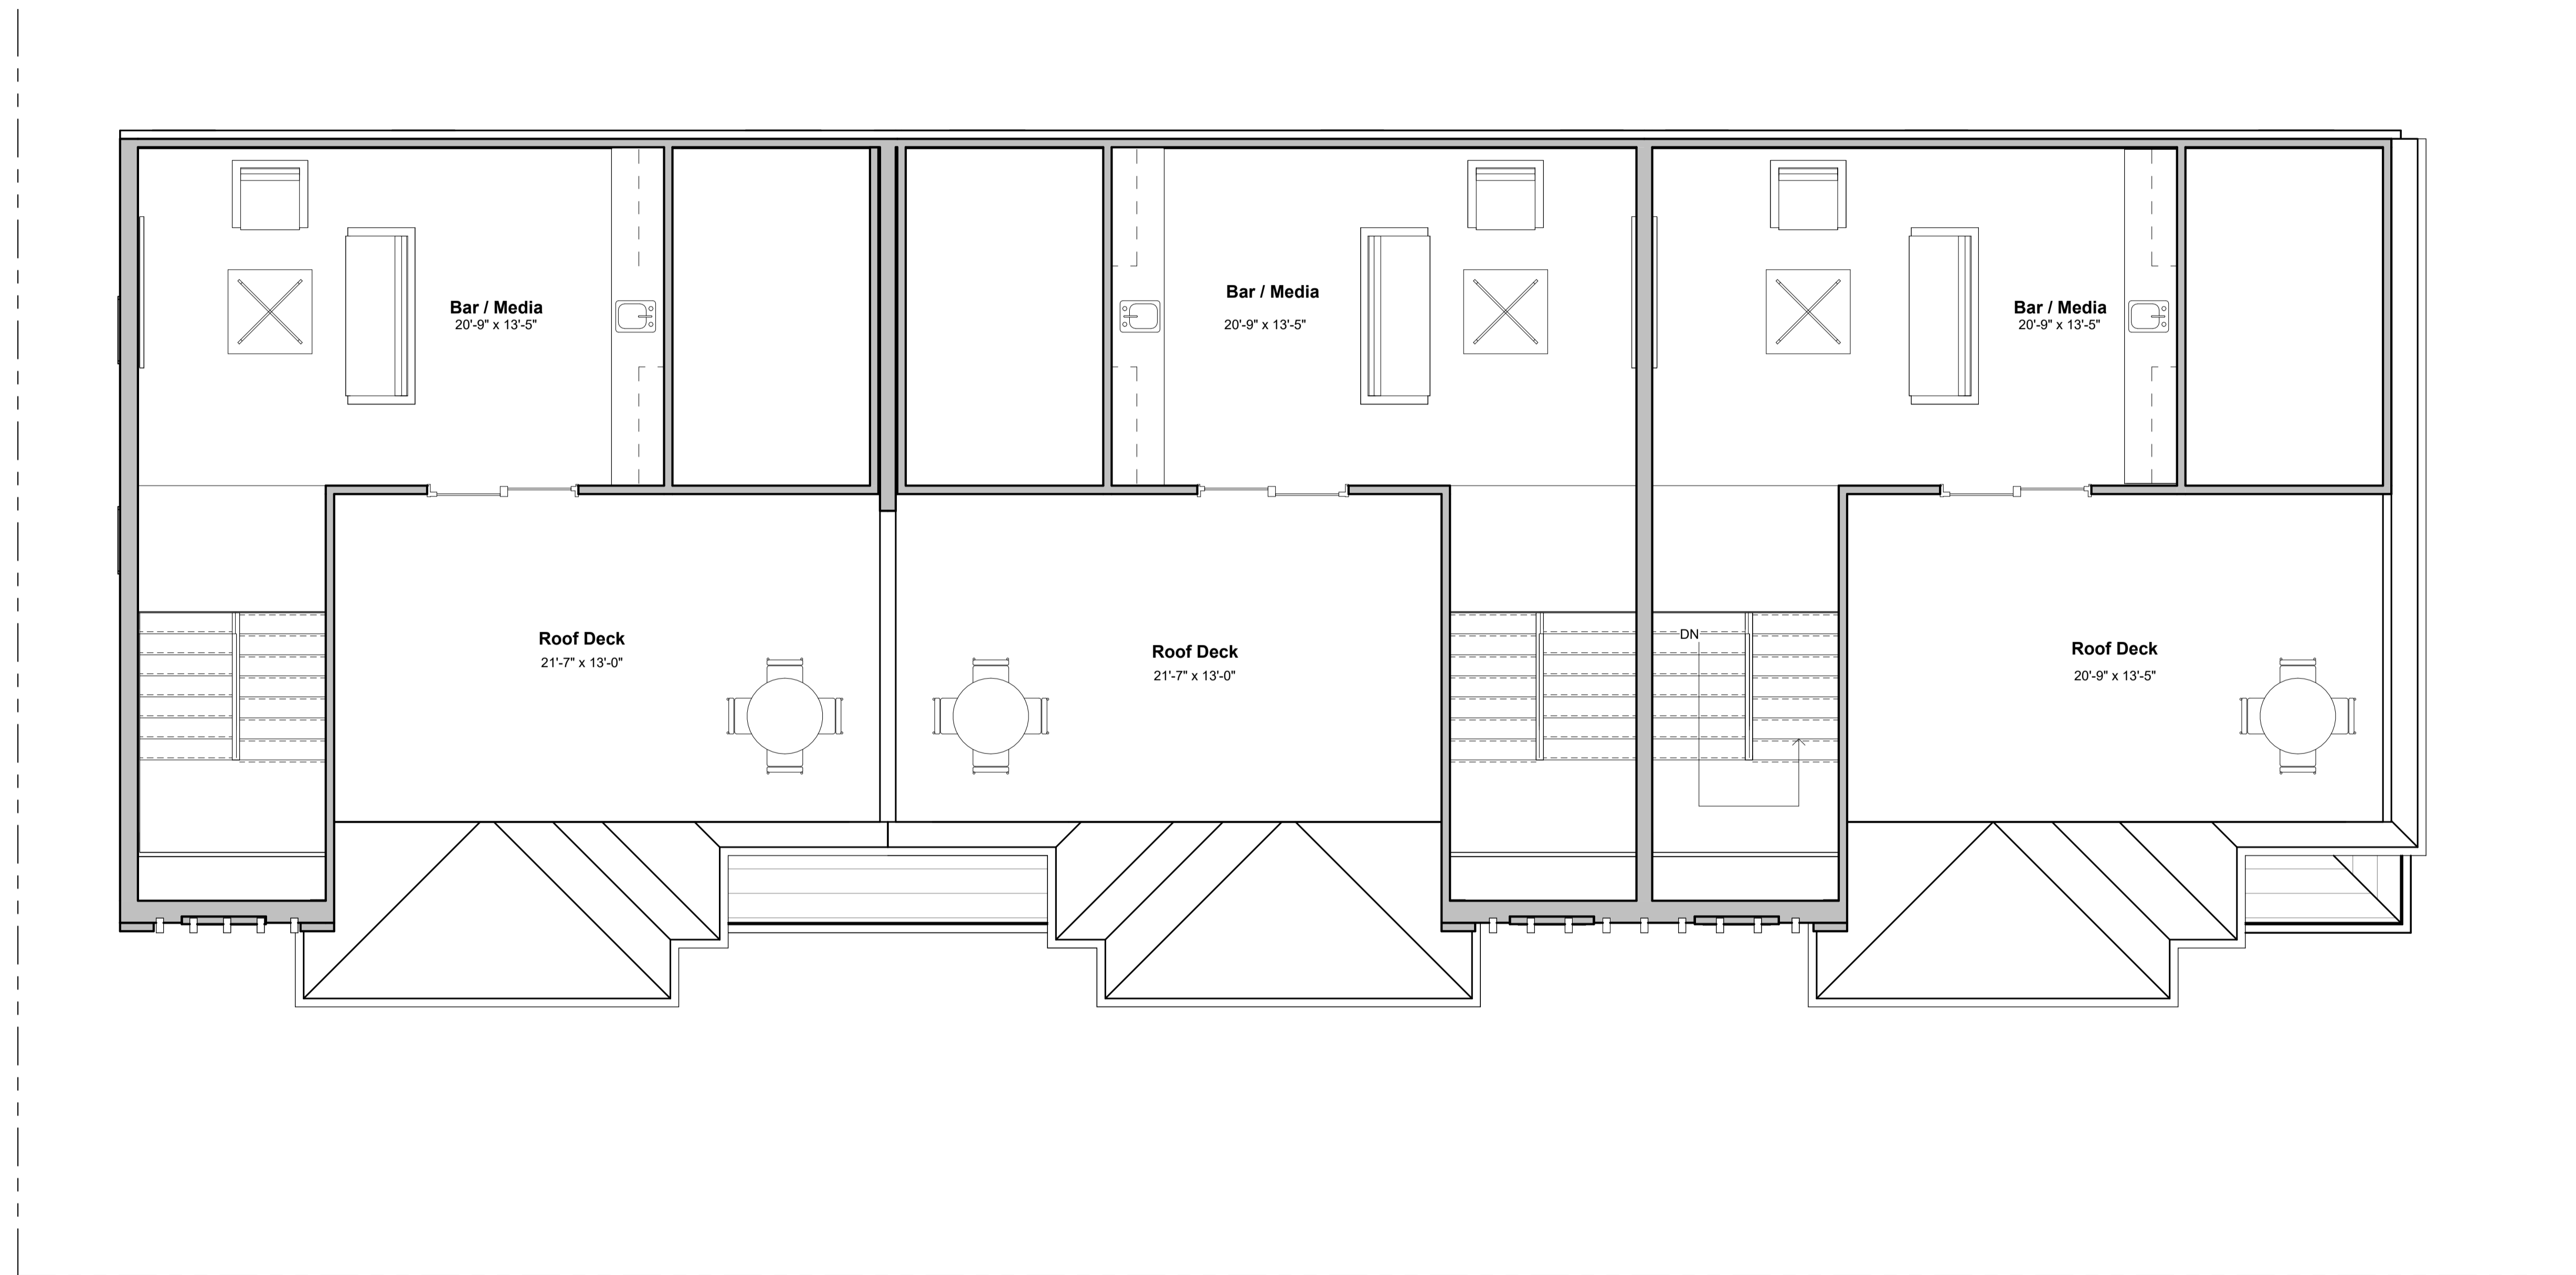 Bar / Media
20'-9" x 13'-5"
Bar / Media
20'-9" x 13'-5"
Bar / Media
20'-9" x 13'-5"
Roof Deck
21'-7" x 13'-0"
Roof Deck
21'-7" x 13'-0"
DN
Roof Deck
20'-9" x 13'-5"